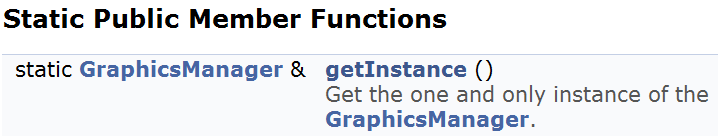 Static Public Member Functions
static GraphicsManager & getInstance ()
Get the one and only instance of the
GraphicsManager.